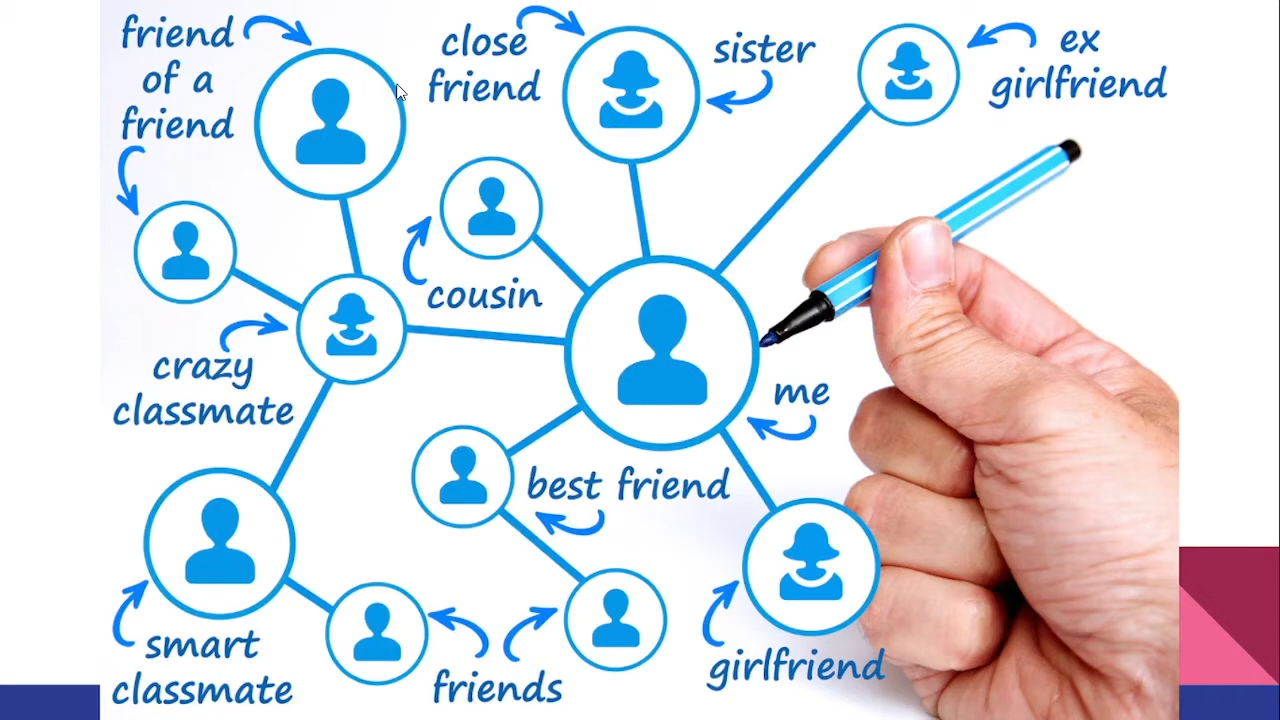 friend
of a
friend
close
friend
sister
ex
girlfriend
cousin
crazy
classmate
me
best friend
smart
classmate
friends
girlfriend